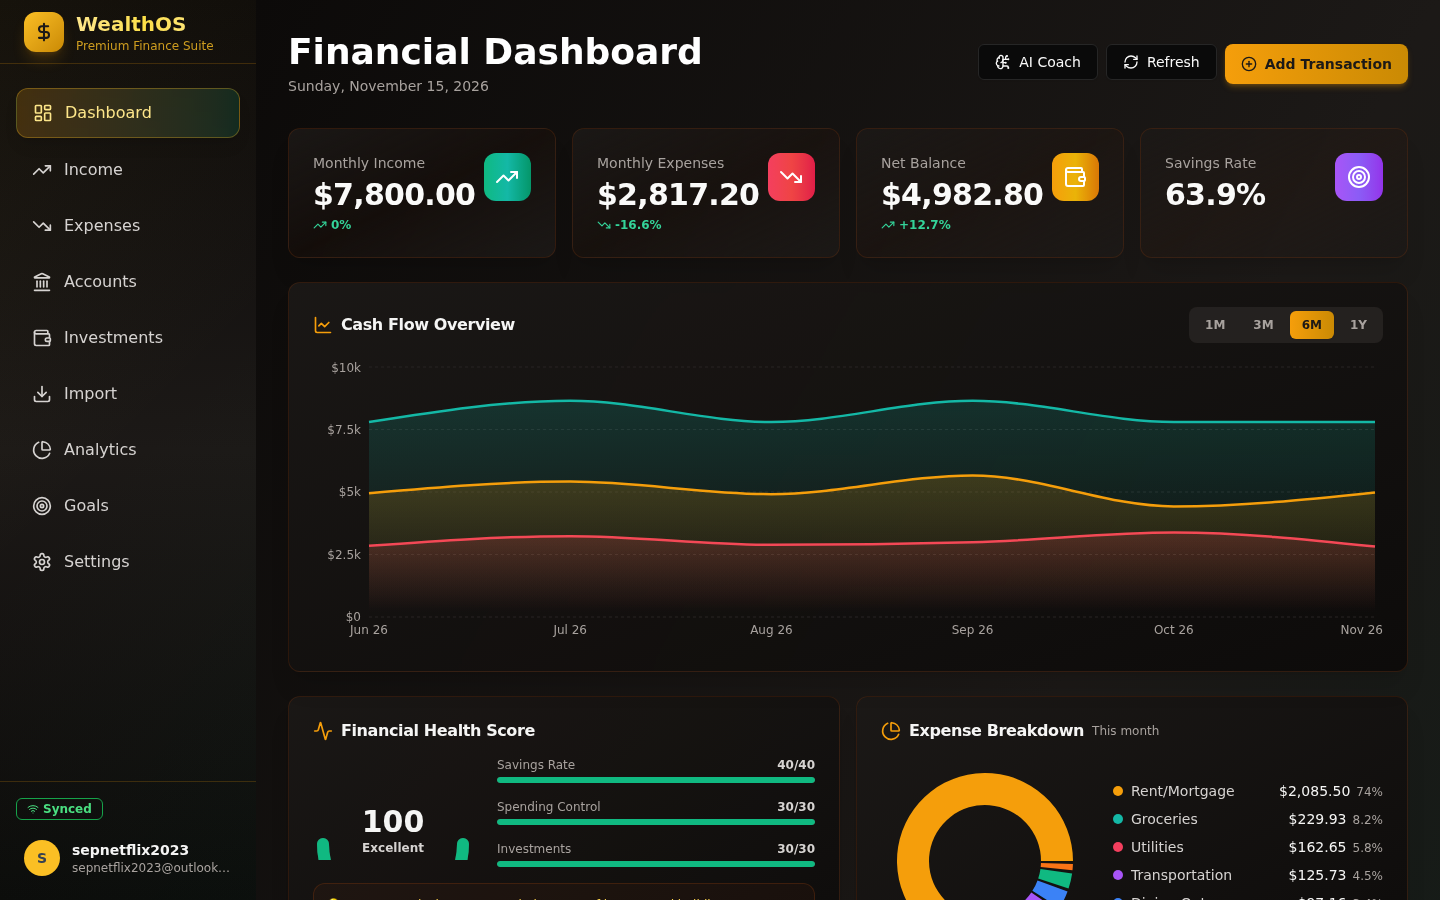 WealthOS
Premium Finance Suite
Dashboard
Income
Expenses
Accounts
Investments
Import
Analytics
Goals
Settings
Synced
S
sepnetflix2023
sepnetflix2023@outlook...
Financial Dashboard
Sunday, November 15, 2026
AI Coach
Refresh
Add Transaction
Monthly Income
$7,800.00
0%
Monthly Expenses
$2,817.20
-16.6%
Net Balance
$4,982.80
+12.7%
Savings Rate
63.9%
Cash Flow Overview
1M 3M 6M 1Y
$10k
$7.5k
$5k
$2.5k
$0
Jun 26 Jul 26 Aug 26 Sep 26 Oct 26 Nov 26
Financial Health Score
100
Excellent
Savings Rate 40/40
Spending Control 30/30
Investments 30/30
Expense Breakdown This month
Rent/Mortgage $2,085.50 74%
Groceries $229.93 8.2%
Utilities $162.65 5.8%
Transportation $125.73 4.5%